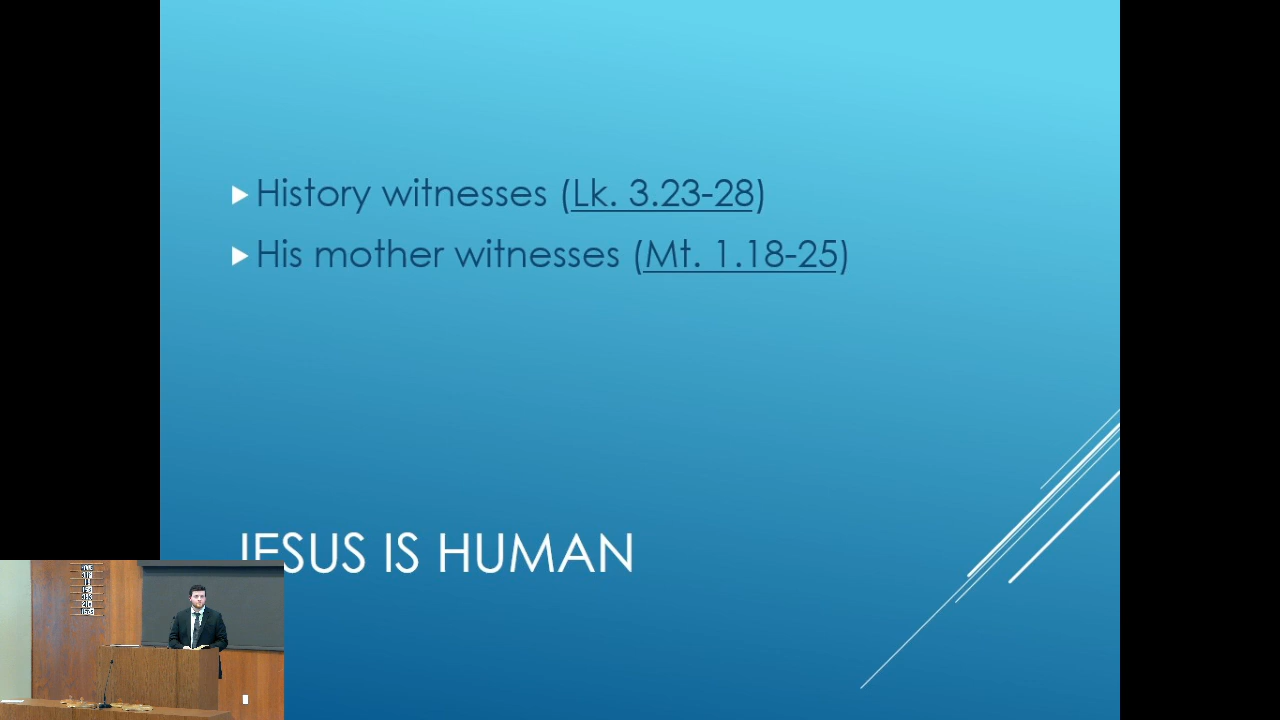 History witnesses (Lk. 3.23-28)
His mother witnesses (Mt. 1.18-25)
JESUS IS HUMAN